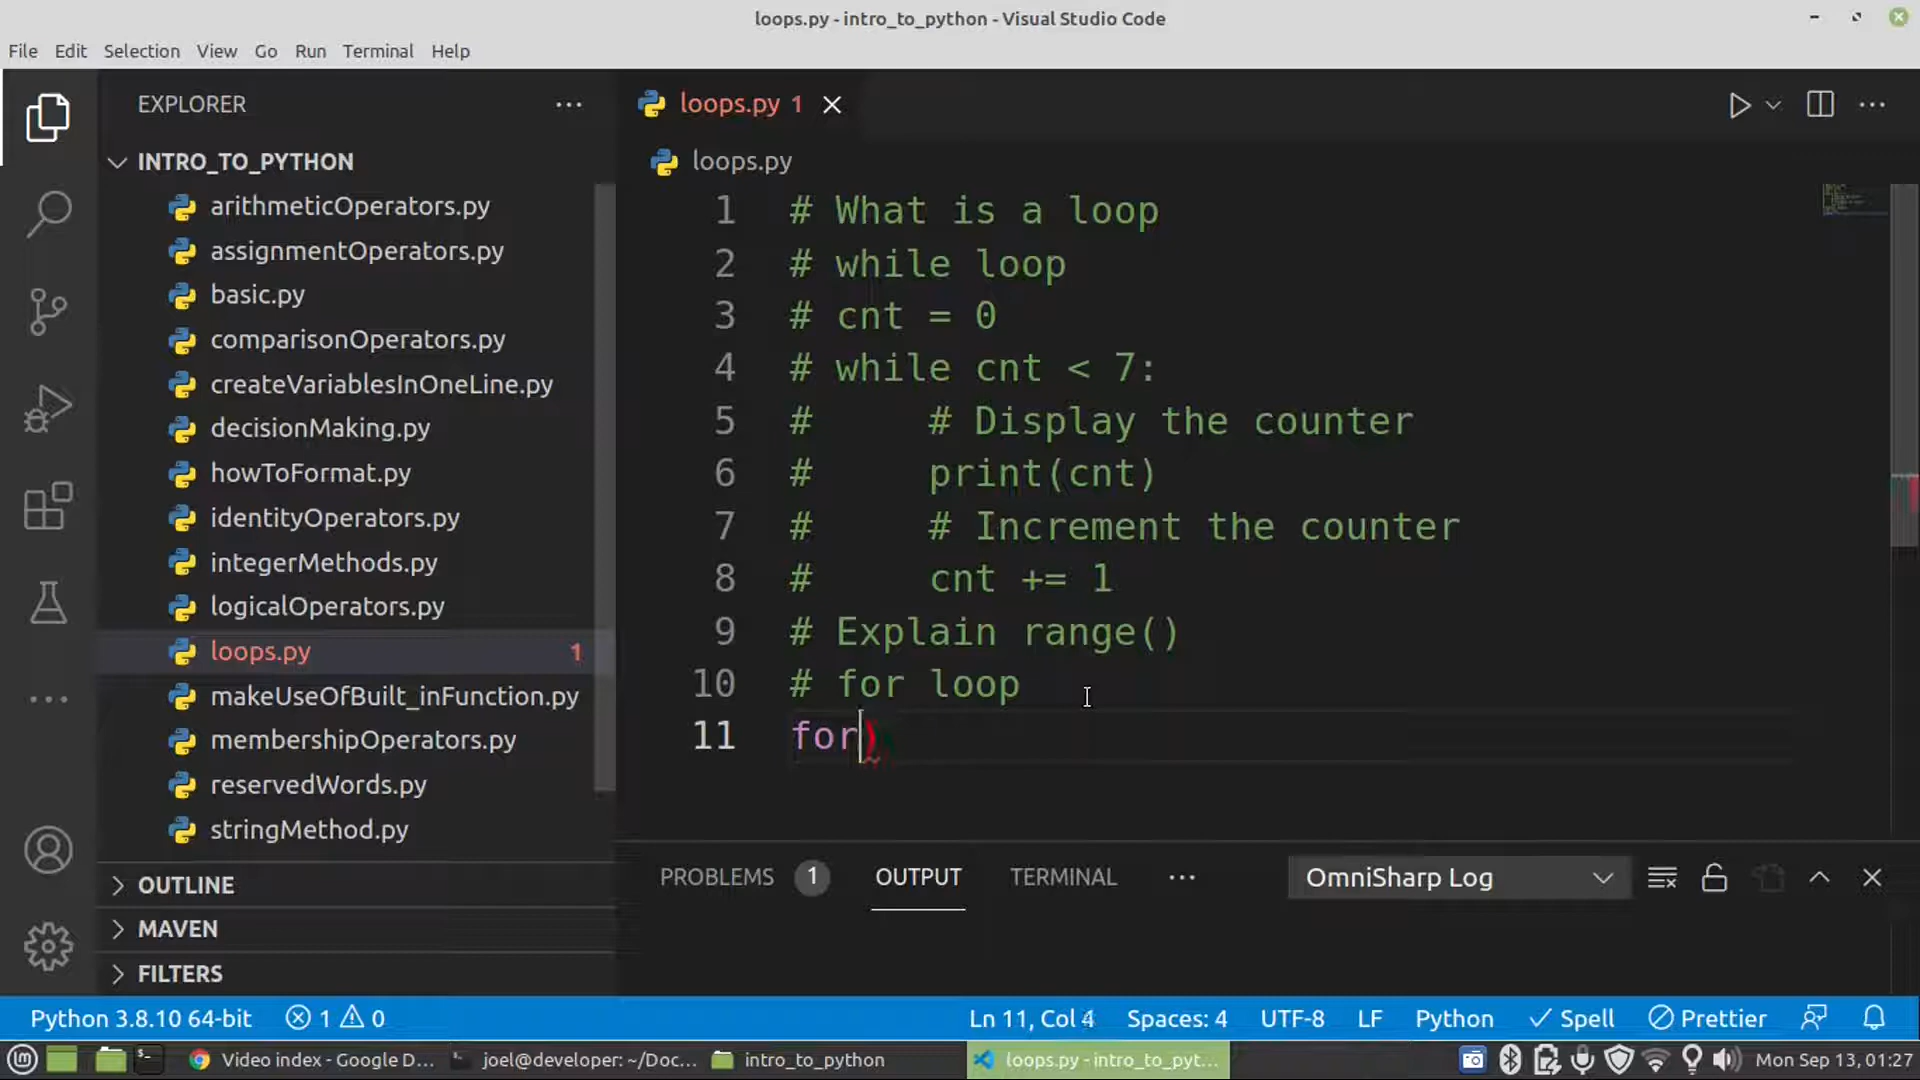 loops.py - intro_to_python - Visual Studio Code
File Edit Selection View Go Run Terminal Help
EXPLORER
INTRO_TO_PYTHON
arithmeticOperators.py
assignmentOperators.py
basic.py
comparisonOperators.py
createVariablesInOneLine.py
decisionMaking.py
howToFormat.py
identityOperators.py
integerMethods.py
logicalOperators.py
loops.py 1
makeUseOfBuilt_inFunction.py
membershipOperators.py
reservedWords.py
stringMethod.py
OUTLINE
MAVEN
FILTERS
loops.py 1
loops.py
1 # What is a loop
2 # while loop
3 # cnt = 0
4 # while cnt < 7:
5 #     # Display the counter
6 #     print(cnt)
7 #     # Increment the counter
8 #     cnt += 1
9 # Explain range()
10 # for loop
11 for)
PROBLEMS 1 OUTPUT TERMINAL OmniSharp Log
Python 3.8.10 64-bit 1 0 Ln 11, Col 4 Spaces: 4 UTF-8 LF Python Spell Prettier
Video index - Google D... joel@developer: ~/Doc... intro_to_python loops.py - intro_to_pyt... Mon Sep 13, 01:27